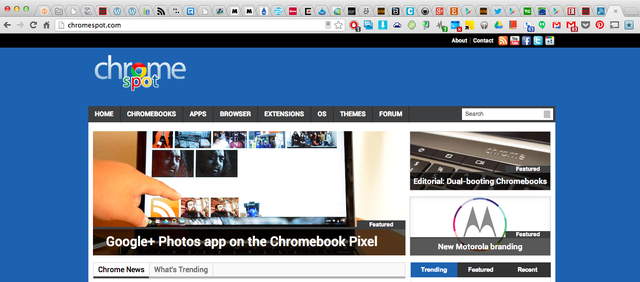 chromespot.com
About | Contact
chrome
spot
HOME CHROMEBOOKS APPS BROWSER EXTENSIONS OS THEMES FORUM
Search
Featured
Google+ Photos app on the Chromebook Pixel
Featured
Editorial: Dual-booting Chromebooks
Featured
New Motorola branding
Chrome News What's Trending
Trending Featured Recent